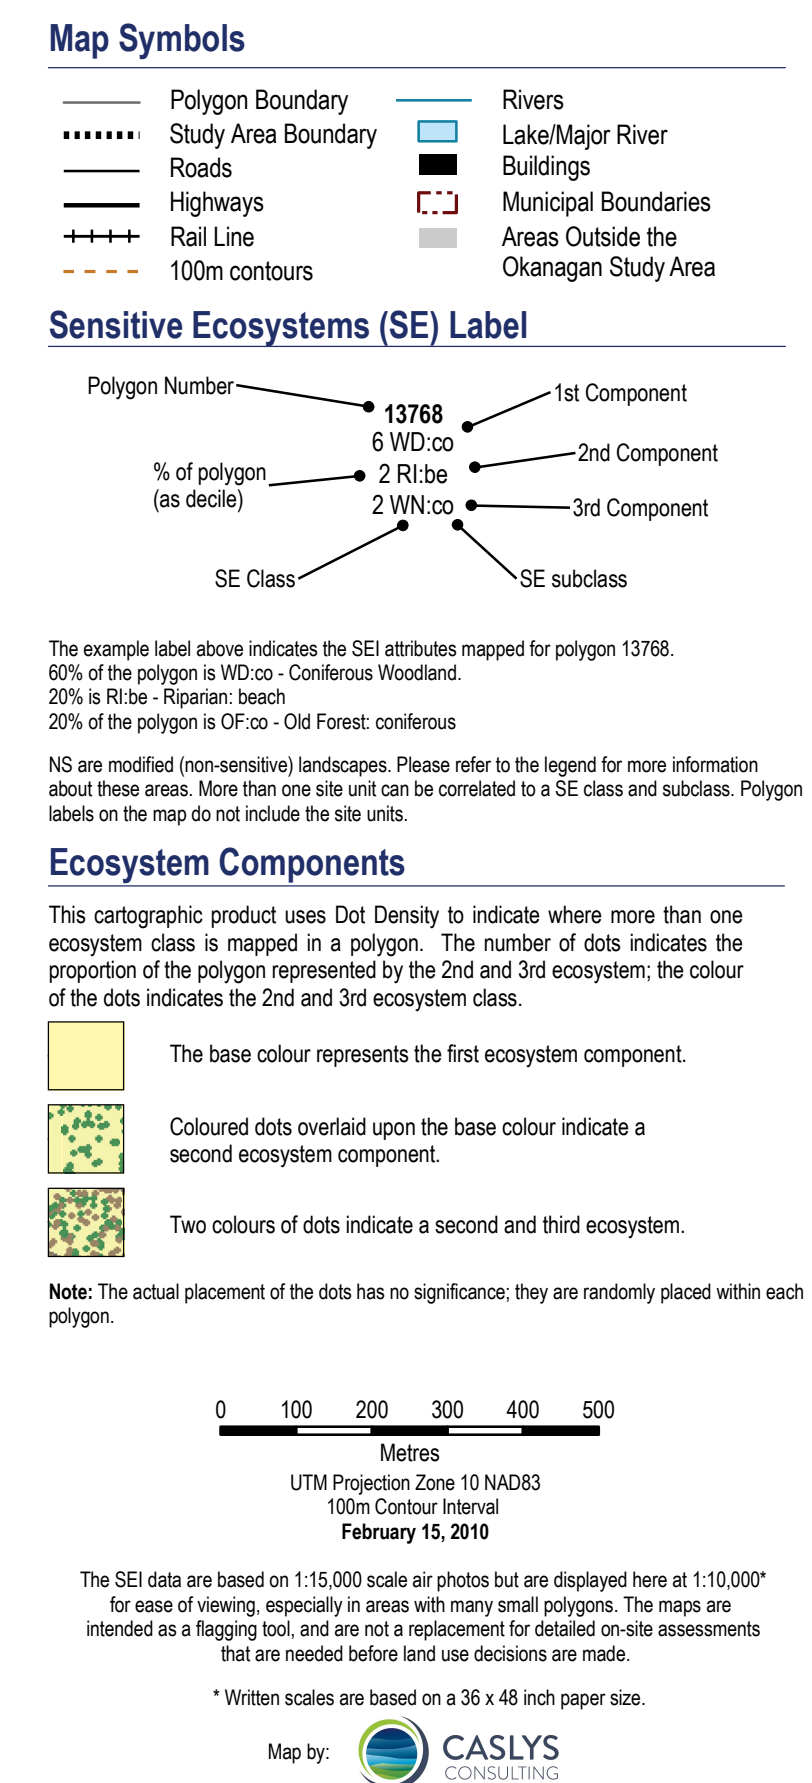 Map Symbols
Polygon Boundary
Study Area Boundary
Roads
Highways
Rail Line
100m contours
Rivers
Lake/Major River
Buildings
Municipal Boundaries
Areas Outside the
Okanagan Study Area
Sensitive Ecosystems (SE) Label
Polygon Number
13768
1st Component
6 WD:co
2nd Component
% of polygon
(as decile)
2 RI:be
2 WN:co
3rd Component
SE Class
SE subclass
The example label above indicates the SEI attributes mapped for polygon 13768.
60% of the polygon is WD:co - Coniferous Woodland.
20% is RI:be - Riparian: beach
20% of the polygon is OF:co - Old Forest: coniferous
NS are modified (non-sensitive) landscapes. Please refer to the legend for more information
about these areas. More than one site unit can be correlated to a SE class and subclass. Polygon
labels on the map do not include the site units.
Ecosystem Components
This cartographic product uses Dot Density to indicate where more than one
ecosystem class is mapped in a polygon. The number of dots indicates the
proportion of the polygon represented by the 2nd and 3rd ecosystem; the colour
of the dots indicates the 2nd and 3rd ecosystem class.
The base colour represents the first ecosystem component.
Coloured dots overlaid upon the base colour indicate a
second ecosystem component.
Two colours of dots indicate a second and third ecosystem.
Note: The actual placement of the dots has no significance; they are randomly placed within each
polygon.
0 100 200 300 400 500
Metres
UTM Projection Zone 10 NAD83
100m Contour Interval
February 15, 2010
The SEI data are based on 1:15,000 scale air photos but are displayed here at 1:10,000*
for ease of viewing, especially in areas with many small polygons. The maps are
intended as a flagging tool, and are not a replacement for detailed on-site assessments
that are needed before land use decisions are made.
* Written scales are based on a 36 x 48 inch paper size.
Map by:
CASLYS
CONSULTING